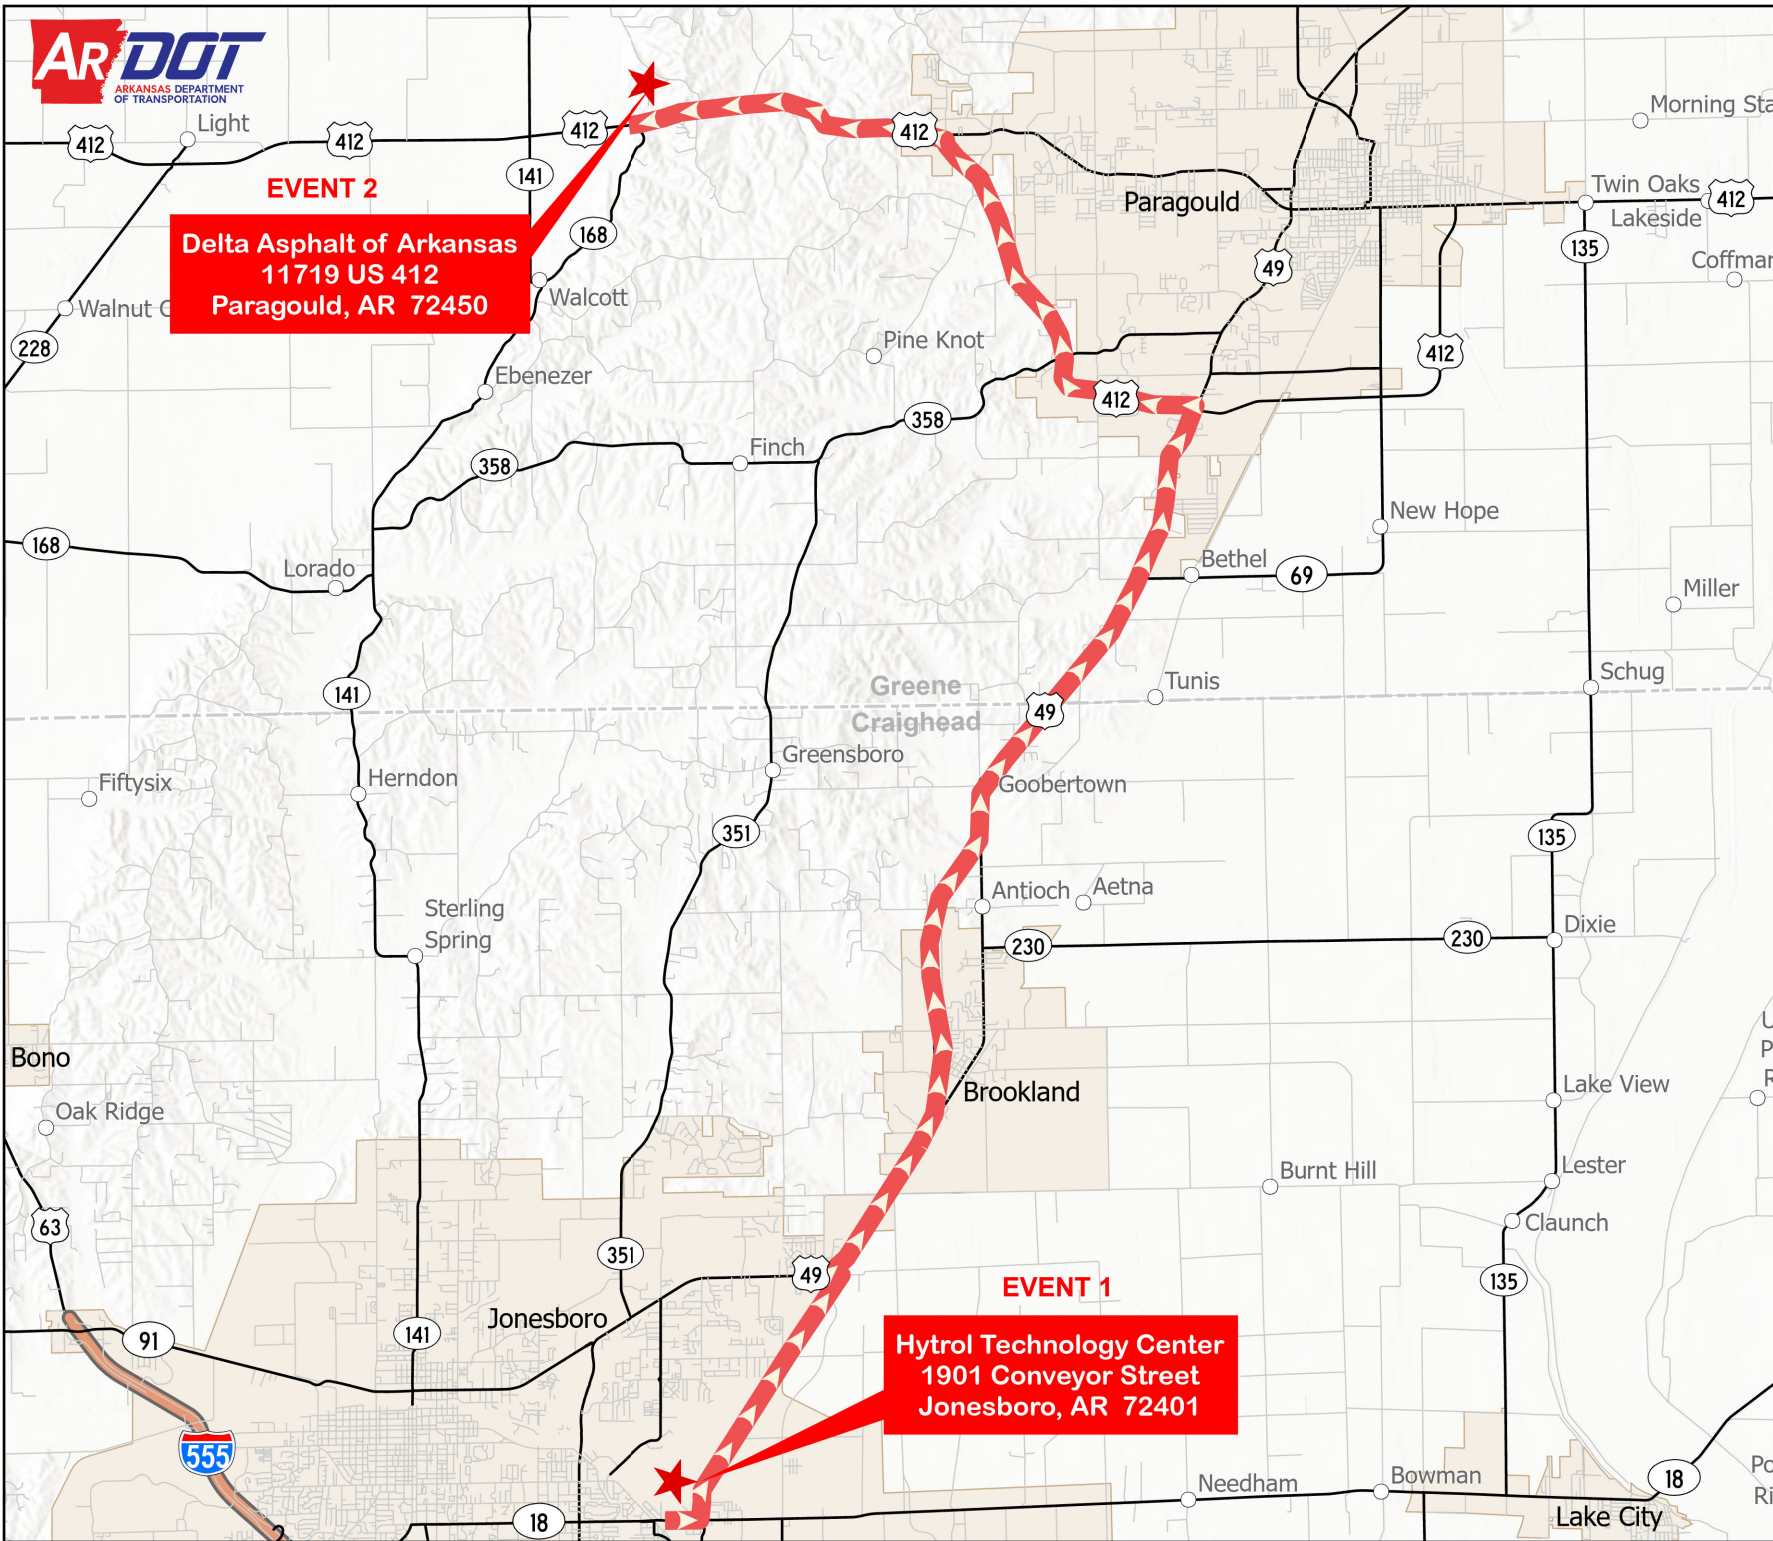 ARDOT
ARKANSAS DEPARTMENT
OF TRANSPORTATION
Light
412
412
412
412
141
EVENT 2
Delta Asphalt of Arkansas
11719 US 412
Paragould, AR 72450
168
Walcott
Walnut
228
Ebenezer
Pine Knot
Paragould
Morning
Twin Oaks
412
Lakeside
135
49
412
412
358
Finch
358
New Hope
168
Lorado
Bethel
69
Miller
141
Greene
Craighead
49
Tunis
Schug
Fiftysix
Herndon
Greensboro
Goobertown
351
135
Sterling
Spring
Antioch
Aetna
230
230
Dixie
Bono
Oak Ridge
Brookland
Lake View
Burnt Hill
Lester
Claunch
63
351
49
EVENT 1
135
Jonesboro
91
141
Hytrol Technology Center
1901 Conveyor Street
Jonesboro, AR 72401
555
18
Needham
Bowman
18
Lake City